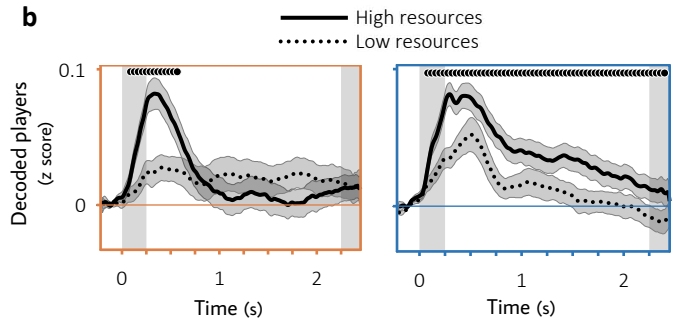 b
High resources
Low resources
Decoded players
(z score)
0.1
0
0 1 2
Time (s)
0 1 2
Time (s)